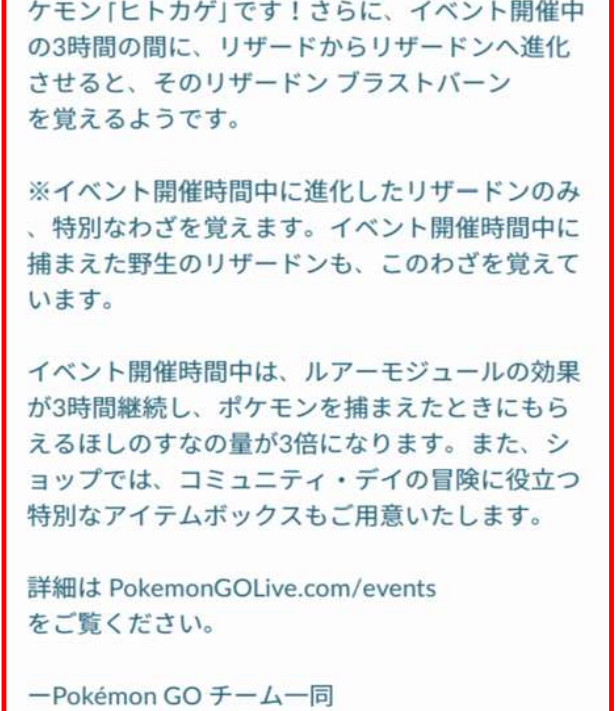 ケモン「ヒトカゲ」です！さらに、イベント開催中
の3時間の間に、リザードからリザードンへ進化
させると、そのリザードン ブラストバーン
を覚えるようです。
※イベント開催時間中に進化したリザードンのみ
、特別なわざを覚えます。イベント開催時間中に
捕まえた野生のリザードンも、このわざを覚えて
います。
イベント開催時間中は、ルアーモジュールの効果
が3時間継続し、ポケモンを捕まえたときにもら
えるほしのすなの量が3倍になります。また、シ
ョップでは、コミュニティ・デイの冒険に役立つ
特別なアイテムボックスもご用意いたします。
詳細は PokemonGOLive.com/events
をご覧ください。
ーPokémon GO チーム一同